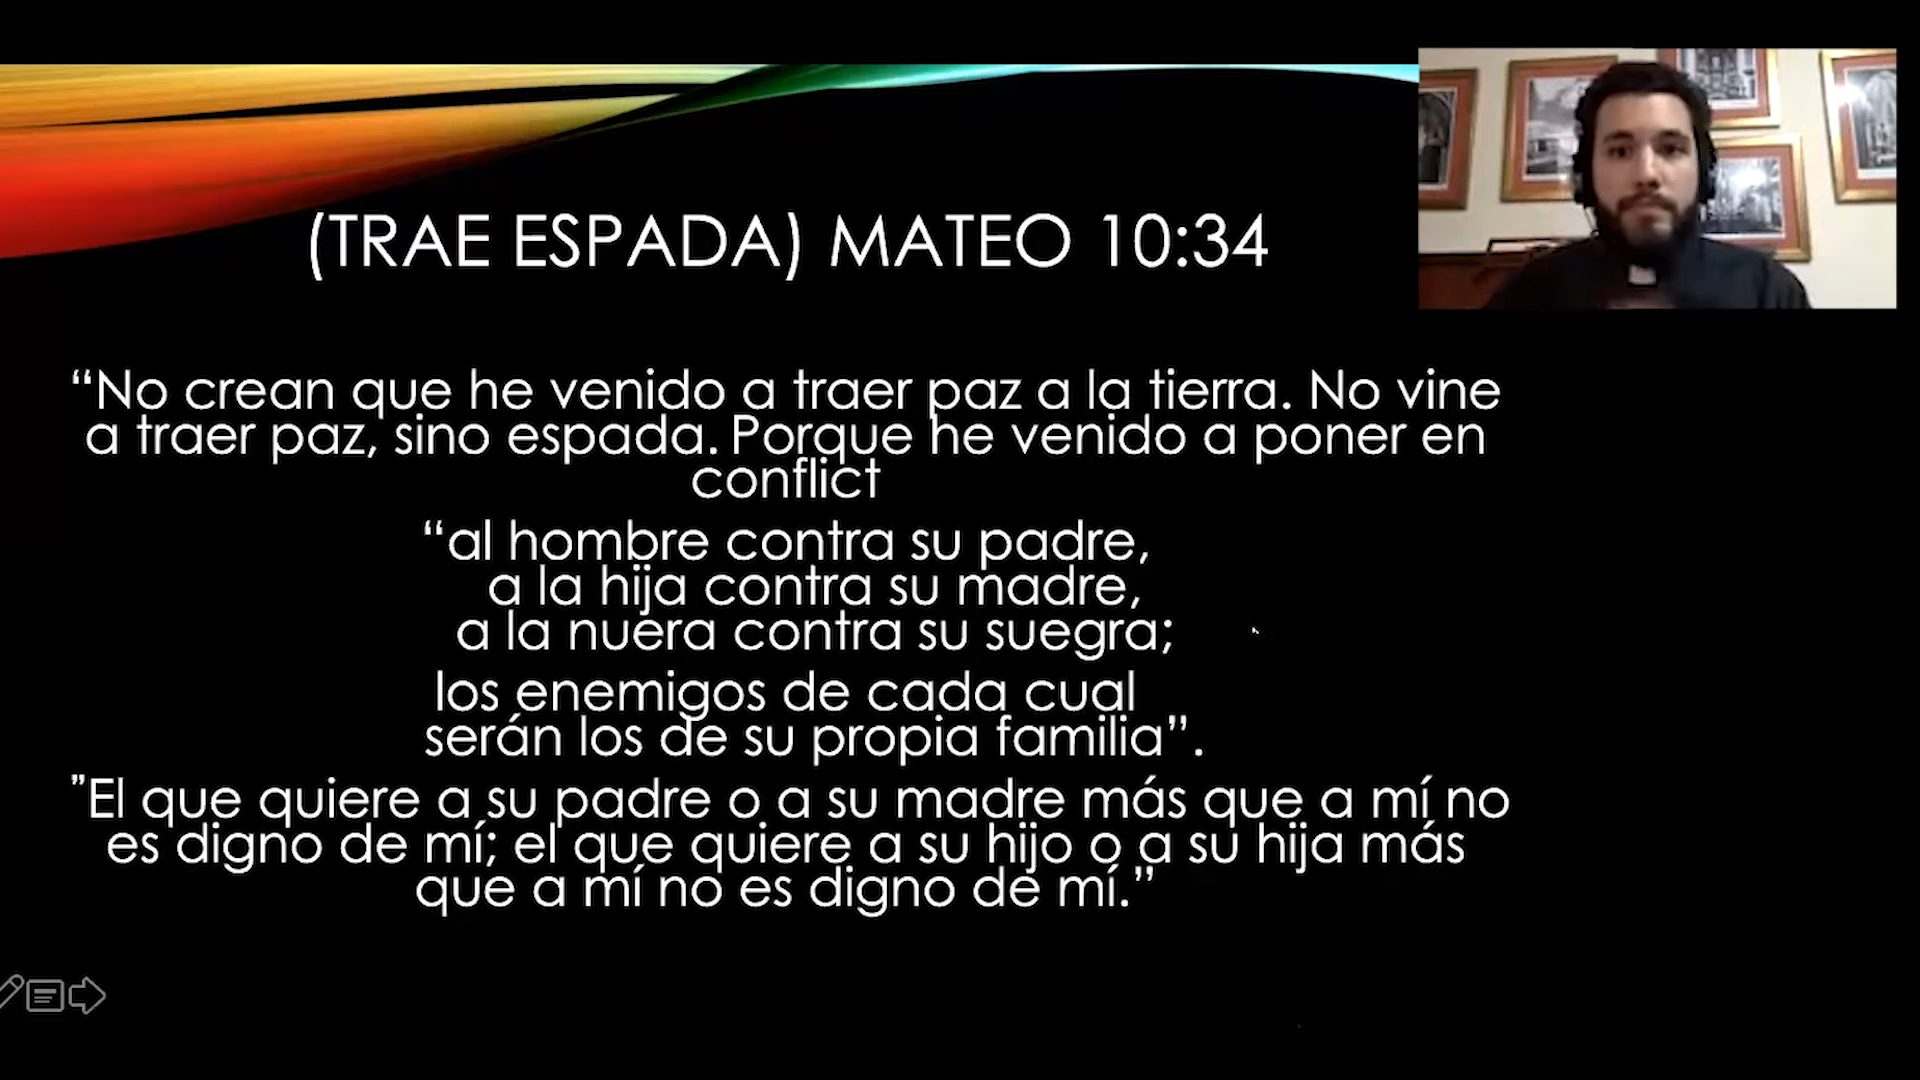 (TRAE ESPADA) MATEO 10:34
“No crean que he venido a traer paz a la tierra. No vine
a traer paz, sino espada. Porque he venido a poner en
conflict
“al hombre contra su padre,
a la hija contra su madre,
a la nuera contra su suegra;
los enemigos de cada cual
serán los de su propia familia”.
”El que quiere a su padre o a su madre más que a mí no
es digno de mí; el que quiere a su hijo o a su hija más
que a mí no es digno de mí.”